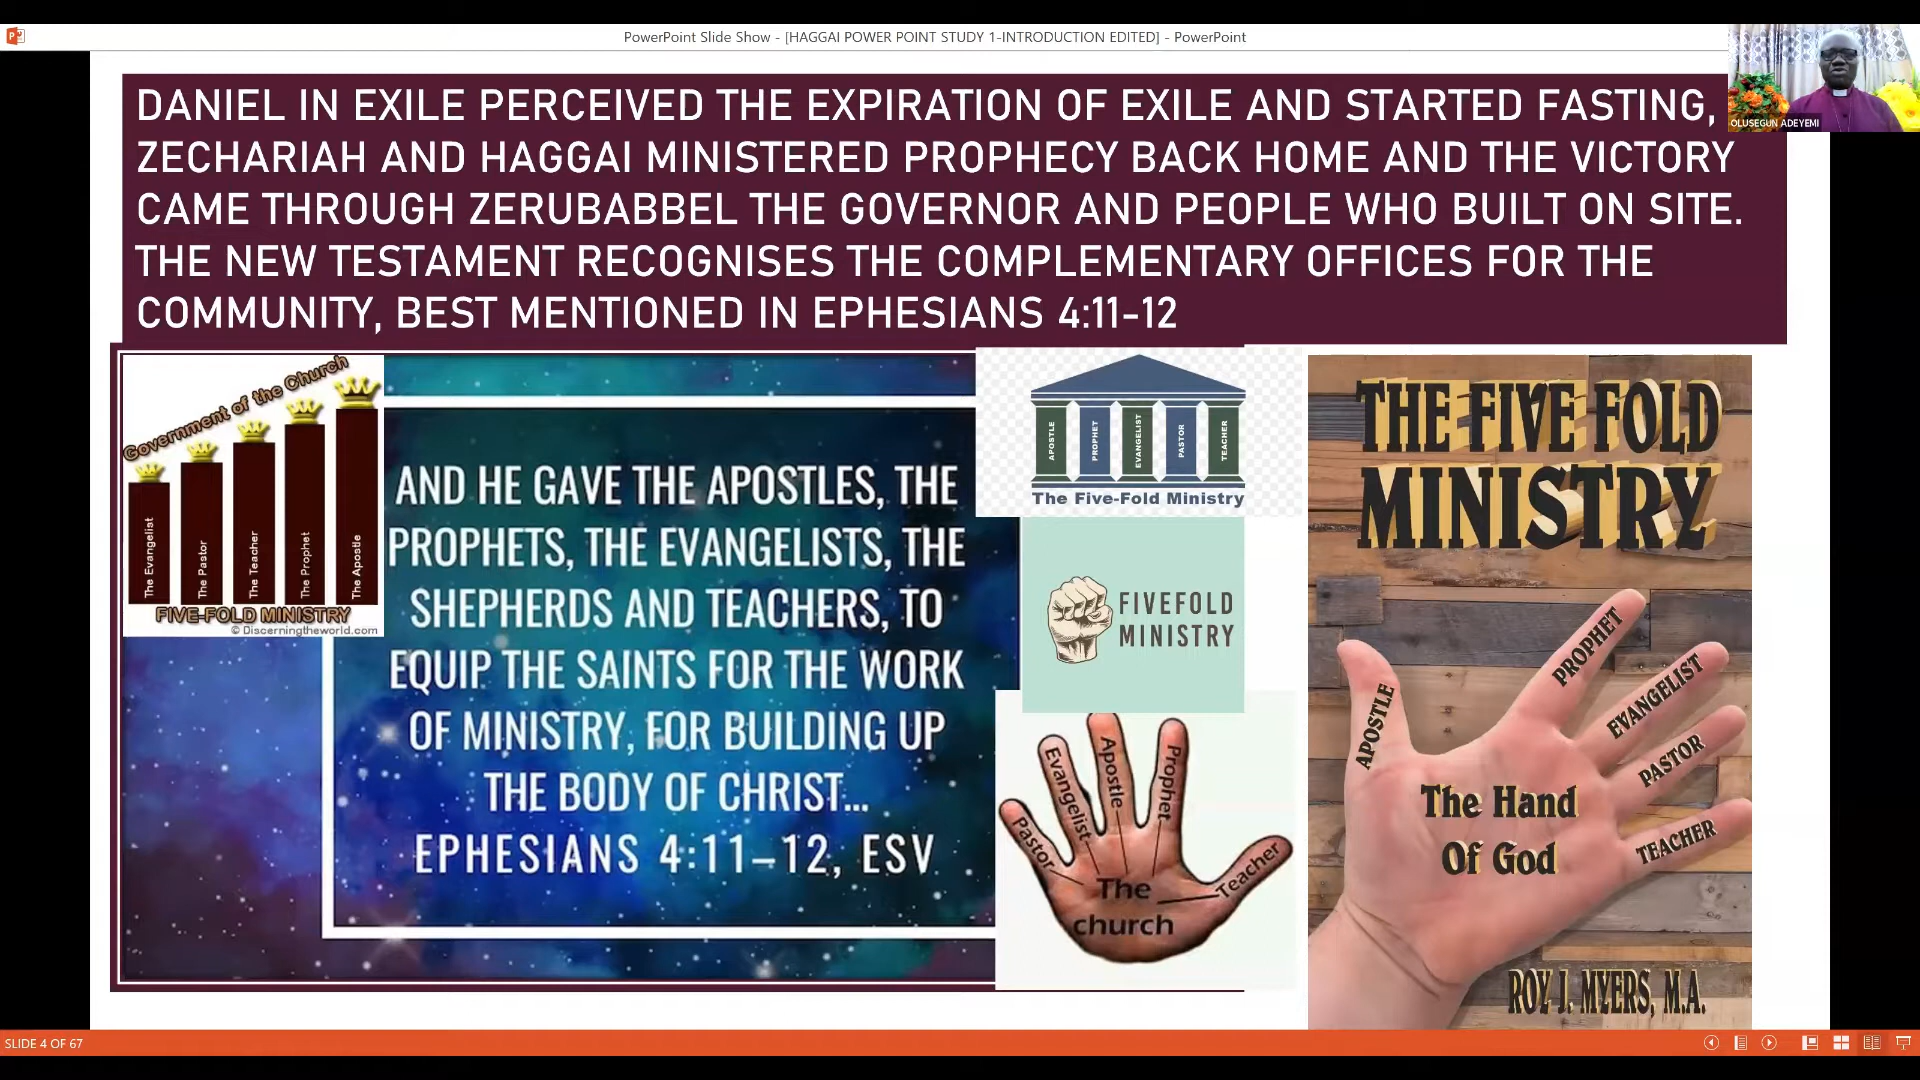 PowerPoint Slide Show - [HAGGAI POWER POINT STUDY 1-INTRODUCTION EDITED] - PowerPoint
OLUSEGUN ADEYEMI
DANIEL IN EXILE PERCEIVED THE EXPIRATION OF EXILE AND STARTED FASTING,
ZECHARIAH AND HAGGAI MINISTERED PROPHECY BACK HOME AND THE VICTORY
CAME THROUGH ZERUBABBEL THE GOVERNOR AND PEOPLE WHO BUILT ON SITE.
THE NEW TESTAMENT RECOGNISES THE COMPLEMENTARY OFFICES FOR THE
COMMUNITY, BEST MENTIONED IN EPHESIANS 4:11-12
Government of the Church
The Evangelist
The Pastor
The Teacher
The Prophet
The Apostle
FIVE-FOLD MINISTRY
© Discerningtheworld.com
AND HE GAVE THE APOSTLES, THE
PROPHETS, THE EVANGELISTS, THE
SHEPHERDS AND TEACHERS, TO
EQUIP THE SAINTS FOR THE WORK
OF MINISTRY, FOR BUILDING UP
THE BODY OF CHRIST...
EPHESIANS 4:11–12, ESV
APOSTLE
PROPHET
EVANGELIST
PASTOR
TEACHER
The Five-Fold Ministry
FIVEFOLD
MINISTRY
Pastor
Evangelist
Apostle
Prophet
Teacher
The
church
THE FIVE FOLD
MINISTRY
APOSTLE
PROPHET
EVANGELIST
PASTOR
TEACHER
The Hand
Of God
ROY J. MYERS, M.A.
SLIDE 4 OF 67